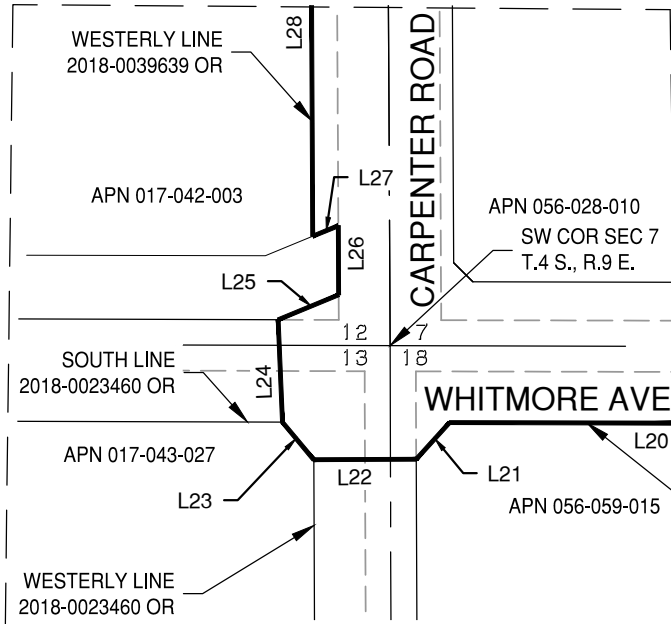 L28
WESTERLY LINE
2018-0039639 OR
CARPENTER ROAD
APN 017-042-003
L27
APN 056-028-010
SW COR SEC 7
T.4 S., R.9 E.
L26
L25
12 7
13 18
SOUTH LINE
2018-0023460 OR
L24
WHITMORE AVE
L20
APN 017-043-027
L21
L22
L23
APN 056-059-015
WESTERLY LINE
2018-0023460 OR